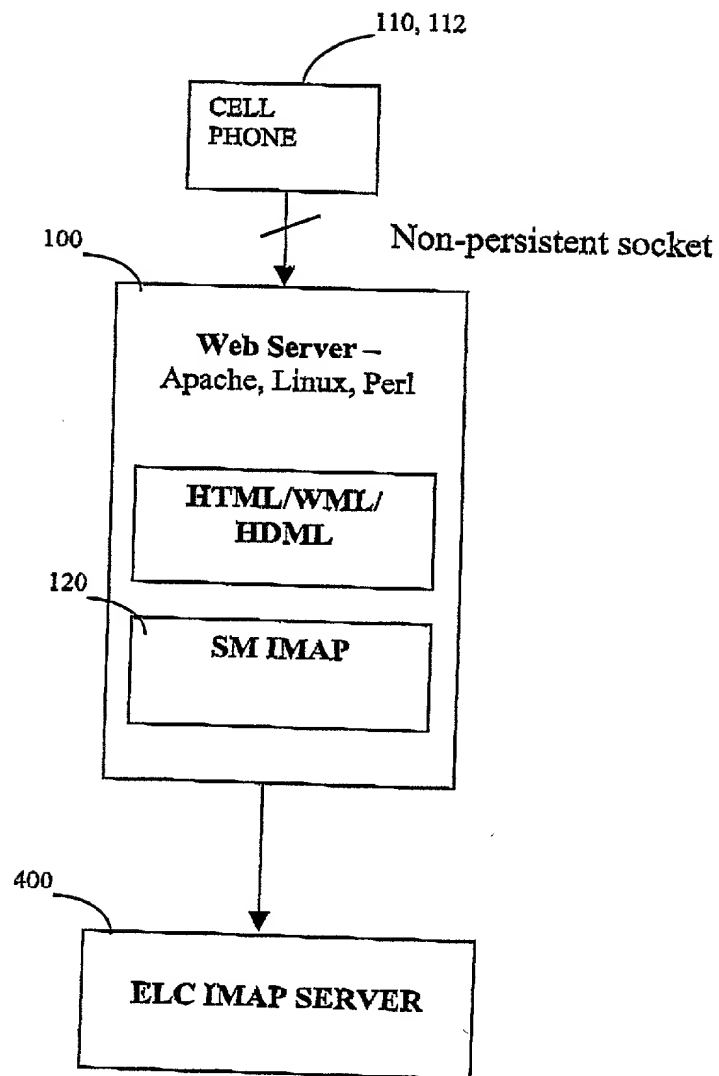 110, 112
CELL
PHONE
Non-persistent socket
100
Web Server –
Apache, Linux, Perl
HTML/WML/
HDML
120
SM IMAP
400
ELC IMAP SERVER